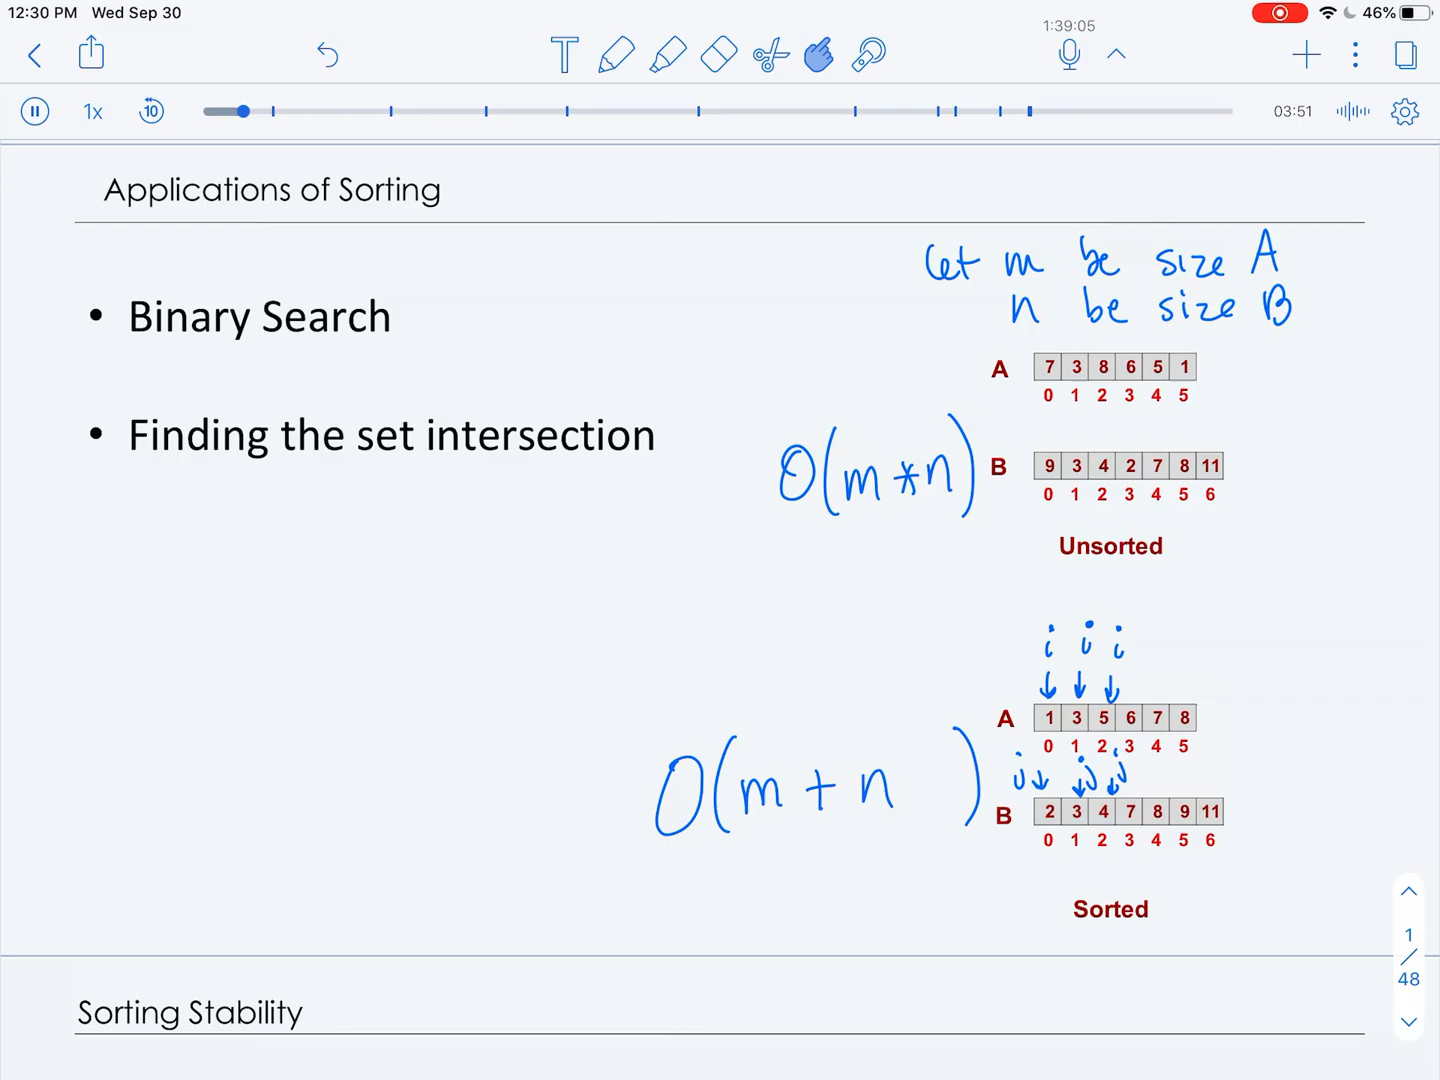 12:30 PM Wed Sep 30
46%
1:39:05
T
1x
10
03:51
Applications of Sorting
let m be size A
n be size B
• Binary Search
A 7 3 8 6 5 1
0 1 2 3 4 5
• Finding the set intersection
O(m*n)
B 9 3 4 2 7 8 11
0 1 2 3 4 5 6
Unsorted
i i i
A 1 3 5 6 7 8
0 1 2 3 4 5
O(m + n )
j j j
B 2 3 4 7 8 9 11
0 1 2 3 4 5 6
Sorted
1
/
48
Sorting Stability